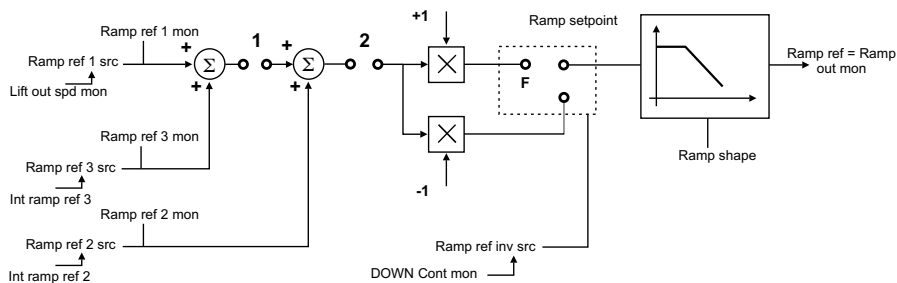 Ramp ref 1 mon
Ramp ref 1 src
Lift out spd mon
+
+
Σ
1
+
+
Σ
2
+1
-1
Ramp setpoint
F
Ramp ref = Ramp
out mon
Ramp shape
Ramp ref 3 mon
Ramp ref 3 src
Int ramp ref 3
Ramp ref 2 mon
Ramp ref 2 src
Int ramp ref 2
Ramp ref inv src
DOWN Cont mon